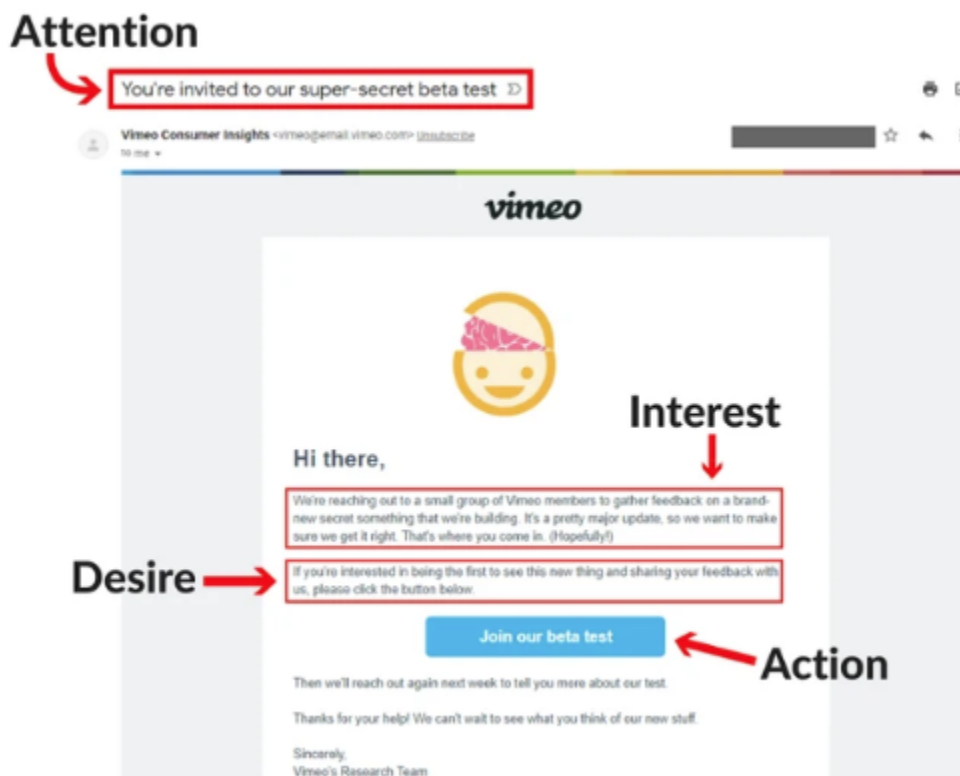 Attention
You're invited to our super-secret beta test
Vimeo Consumer Insights <vimeo@email.vimeo.com> Unsubscribe
to me
vimeo
Interest
Hi there,
We're reaching out to a small group of Vimeo members to gather feedback on a brand-
new secret something that we're building. It's a pretty major update, so we want to make
sure we get it right. That's where you come in. (Hopefully!)
Desire
If you're interested in being the first to see this new thing and sharing your feedback with
us, please click the button below.
Join our beta test
Action
Then we'll reach out again next week to tell you more about our test.
Thanks for your help! We can't wait to see what you think of our new stuff.
Sincerely,
Vimeo's Research Team